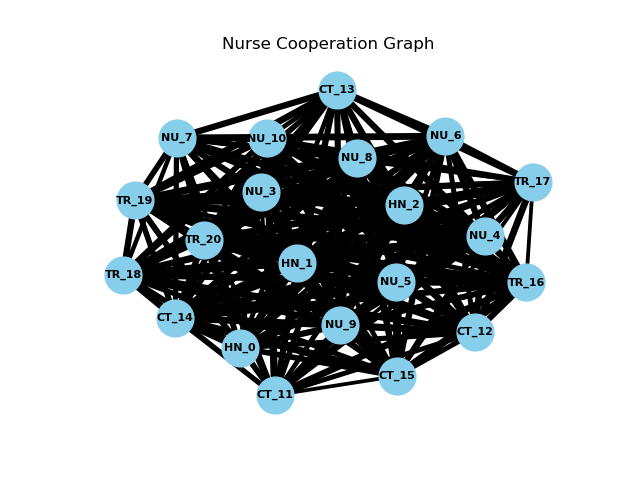 Nurse Cooperation Graph
CT_13
NU_7
NU_10
NU_6
NU_8
TR_17
NU_3
TR_19
HN_2
TR_20
NU_4
HN_1
TR_18
NU_5
TR_16
CT_14
NU_9
CT_12
HN_0
CT_15
CT_11